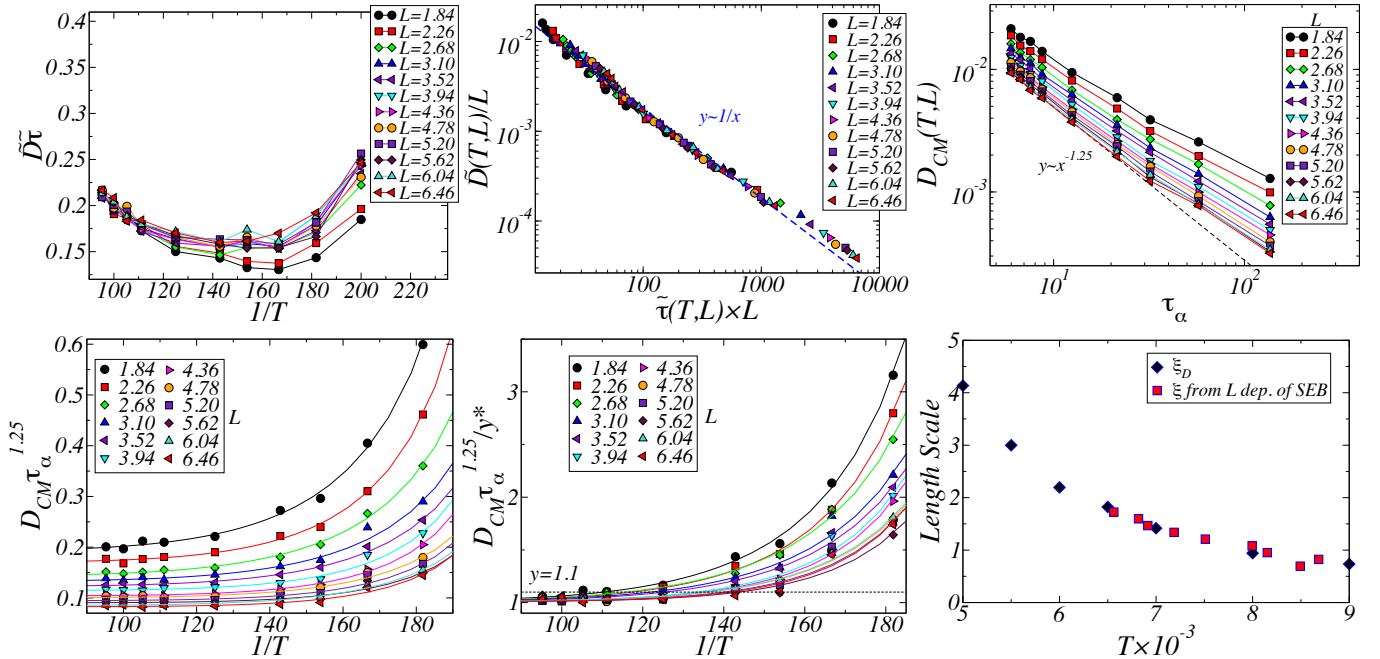 0.4
0.35
0.3
0.25
0.2
0.15
D̃τ̃
100 120 140 160 180 200 220
1/T
L=1.84
L=2.26
L=2.68
L=3.10
L=3.52
L=3.94
L=4.36
L=4.78
L=5.20
L=5.62
L=6.04
L=6.46
10^-2
10^-3
10^-4
D̃(T,L)/L
100 1000 10000
τ̃(T,L)×L
y~1/x
L=1.84
L=2.26
L=2.68
L=3.10
L=3.52
L=3.94
L=4.36
L=4.78
L=5.20
L=5.62
L=6.04
L=6.46
10^-2
10^-3
D_CM(T,L)
10^1 10^2
τ_α
y~x^-1.25
L
1.84
2.26
2.68
3.10
3.52
3.94
4.36
4.78
5.20
5.62
6.04
6.46
0.6
0.5
0.4
0.3
0.2
0.1
D_CM τ_α^1.25
100 120 140 160 180
1/T
1.84 4.36
2.26 4.78
2.68 5.20
3.10 5.62
3.52 6.04
3.94 6.46
L
3
2
1
D_CM τ_α^1.25/y*
100 120 140 160 180
1/T
y=1.1
1.84 4.36
2.26 4.78
2.68 5.20
3.10 5.62
3.52 6.04
3.94 6.46
L
5
4
3
2
1
0
Length Scale
5 6 7 8 9
T×10^-3
ξ_D
ξ from L dep. of SEB